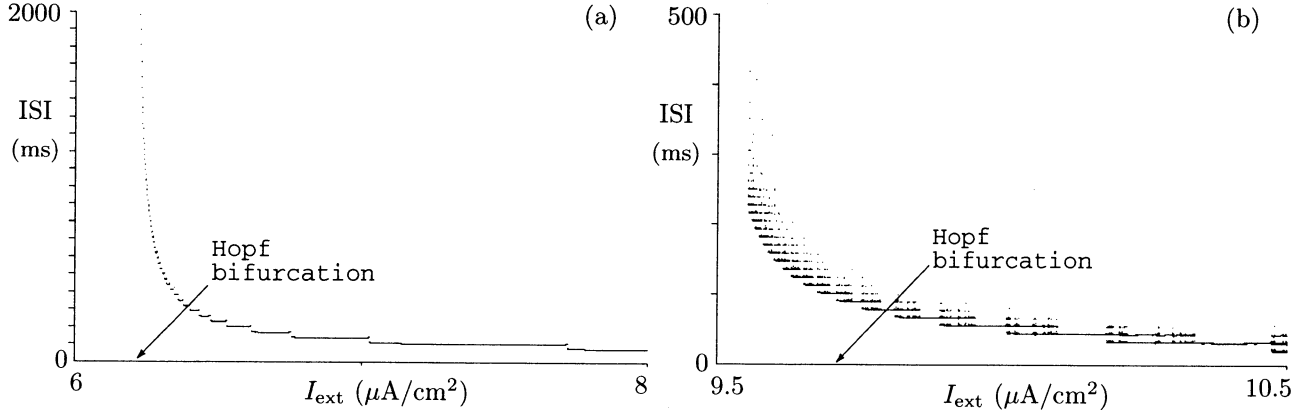 2000
(a)
ISI
(ms)
Hopf
bifurcation
0
6
I_ext (μA/cm²)
8
500
(b)
ISI
(ms)
Hopf
bifurcation
0
9.5
I_ext (μA/cm²)
10.5